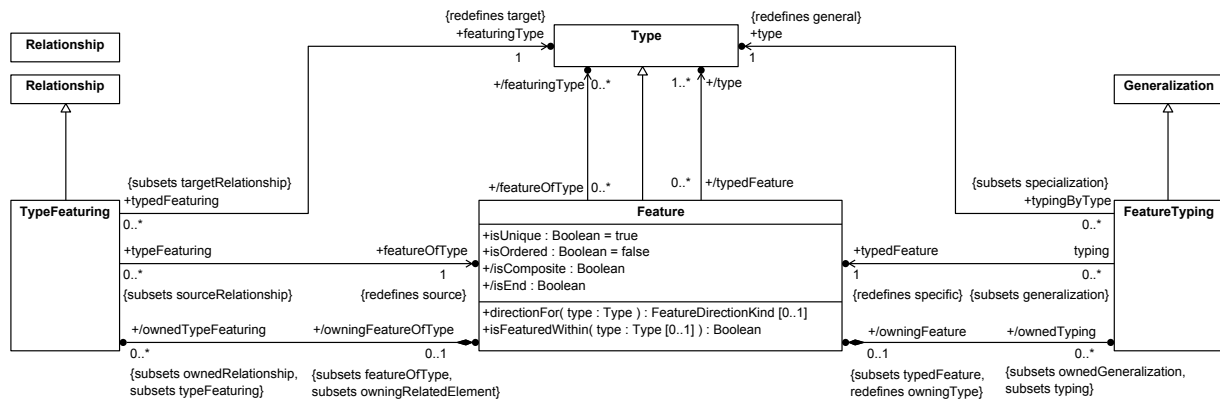 {redefines target}
+featuringType
1
Type
{redefines general}
+type
1
Relationship
Relationship
Generalization
+/featuringType
0..*
1..*
+/type
+/featureOfType
0..*
0..*
+/typedFeature
{subsets targetRelationship}
+typedFeaturing
0..*
{subsets specialization}
+typingByType
0..*
TypeFeaturing
Feature
FeatureTyping
+isUnique : Boolean = true
+isOrdered : Boolean = false
+/isComposite : Boolean
+/isEnd : Boolean
+directionFor( type : Type ) : FeatureDirectionKind [0..1]
+isFeaturedWithin( type : Type [0..1] ) : Boolean
+typeFeaturing
0..*
{subsets sourceRelationship}
+featureOfType
1
{redefines source}
+typedFeature
1
{redefines specific}
typing
0..*
{subsets generalization}
+/ownedTypeFeaturing
0..*
{subsets ownedRelationship,
subsets typeFeaturing}
+/owningFeatureOfType
0..1
{subsets featureOfType,
subsets owningRelatedElement}
+/owningFeature
0..1
{subsets typedFeature,
redefines owningType}
+/ownedTyping
0..*
{subsets ownedGeneralization,
subsets typing}